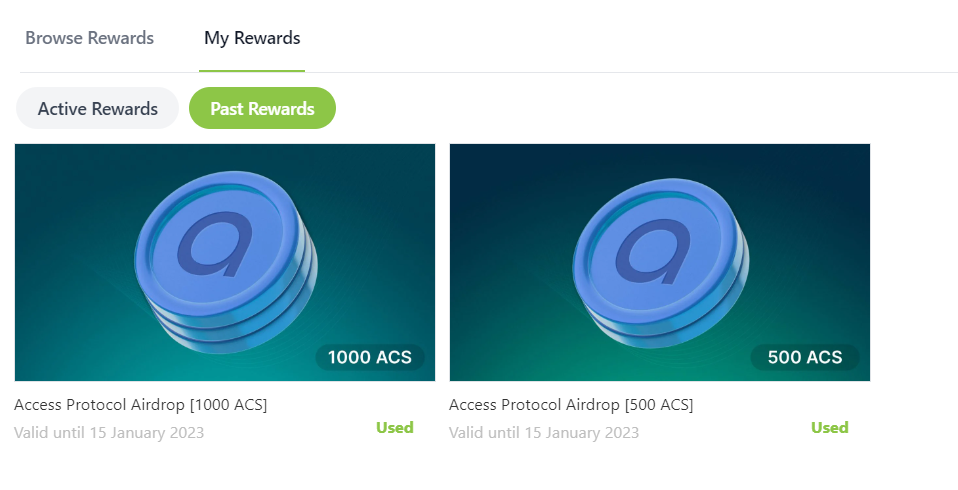 Browse Rewards My Rewards
Active Rewards Past Rewards
a
1000 ACS
Access Protocol Airdrop [1000 ACS]
Valid until 15 January 2023
Used
a
500 ACS
Access Protocol Airdrop [500 ACS]
Valid until 15 January 2023
Used